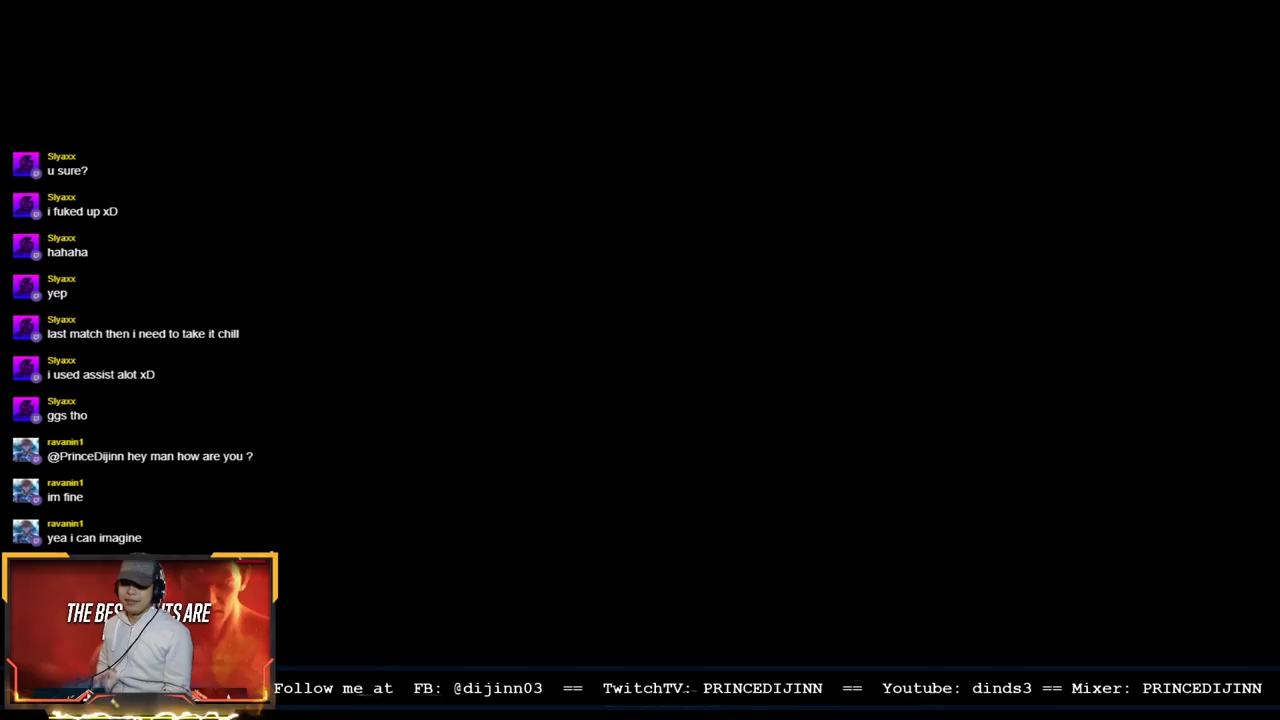 Slyaxx
u sure?
Slyaxx
i fuked up xD
Slyaxx
hahaha
Slyaxx
yep
Slyaxx
last match then i need to take it chill
Slyaxx
i used assist alot xD
Slyaxx
ggs tho
ravanin1
@PrinceDijinn hey man how are you ?
ravanin1
im fine
ravanin1
yea i can imagine
THE ARE
Follow me at FB: @dijinn03 == TwitchTV: PRINCEDIJINN == Youtube: dinds3 == Mixer: PRINCEDIJINN